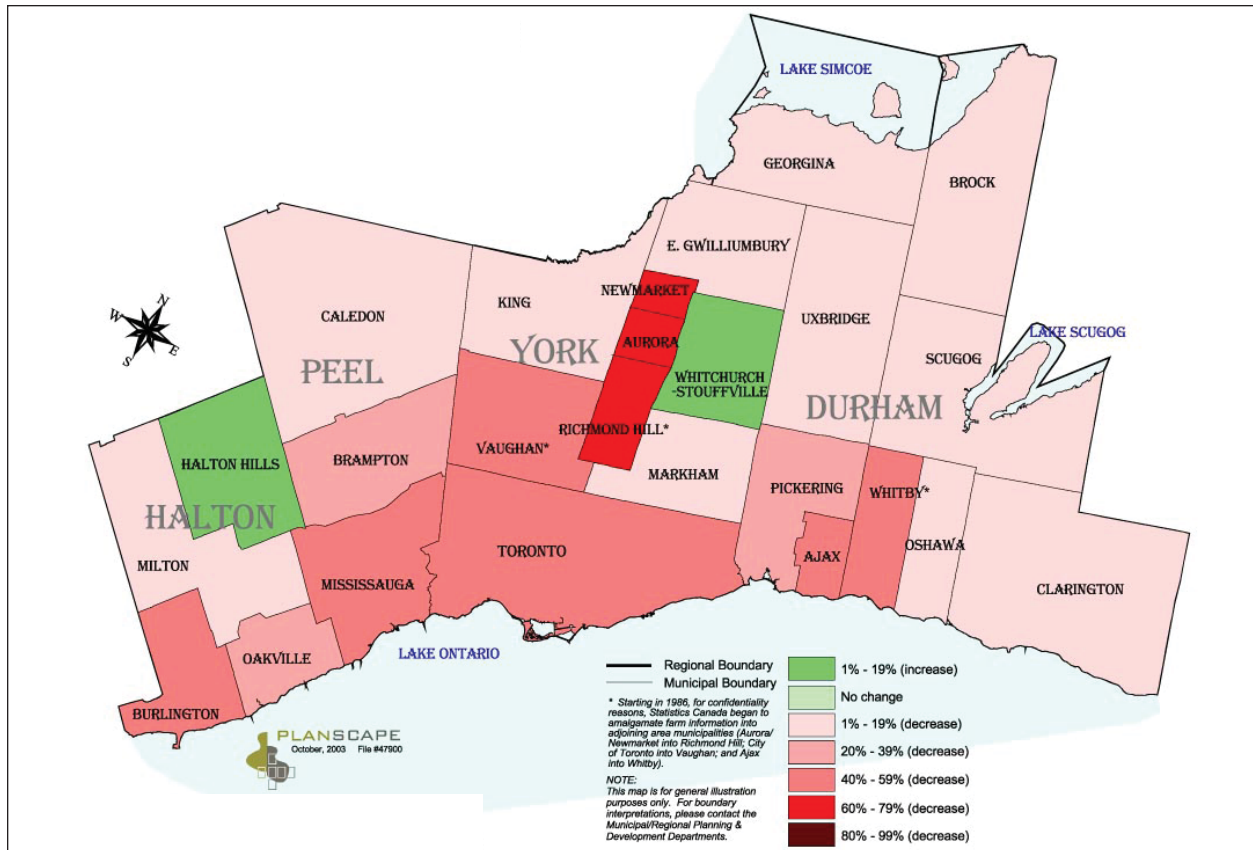 LAKE SIMCOE
GEORGINA
BROCK
E. GWILLIUMBURY
NEWMARKET
KING
CALEDON
UXBRIDGE
LAKE SCUGOG
AURORA
YORK
SCUGOG
PEEL
WHITCHURCH
-STOUFFVILLE
DURHAM
RICHMOND HILL*
VAUGHAN*
BRAMPTON
HALTON HILLS
MARKHAM
PICKERING
WHITBY*
HALTON
TORONTO
OSHAWA
AJAX
MILTON
MISSISSAUGA
CLARINGTON
LAKE ONTARIO
OAKVILLE
BURLINGTON
N
W
E
S
PLANSCAPE
October, 2003 File #47900
Regional Boundary
Municipal Boundary
* Starting in 1986, for confidentiality
reasons, Statistics Canada began to
amalgamate farm information into
adjoining area municipalities (Aurora/
Newmarket into Richmond Hill; City
of Toronto into Vaughan; and Ajax
into Whitby).
NOTE:
This map is for general illustration
purposes only. For boundary
interpretations, please contact the
Municipal/Regional Planning &
Development Departments.
1% - 19% (increase)
No change
1% - 19% (decrease)
20% - 39% (decrease)
40% - 59% (decrease)
60% - 79% (decrease)
80% - 99% (decrease)